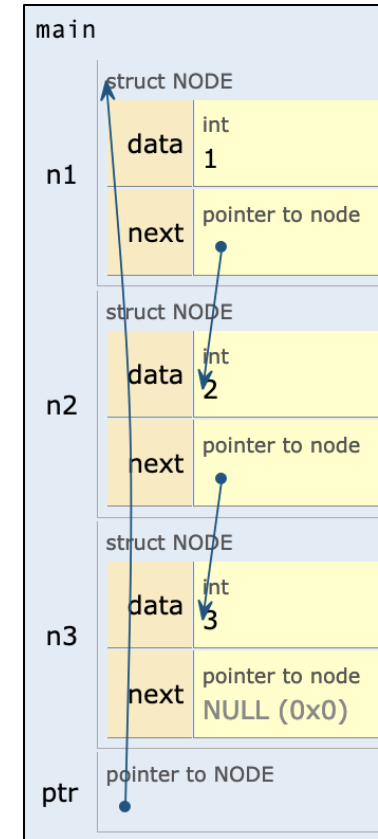 main
struct NODE
n1
data
int
1
next
pointer to node
struct NODE
n2
data
int
2
next
pointer to node
struct NODE
n3
data
int
3
next
pointer to node
NULL (0x0)
ptr
pointer to NODE